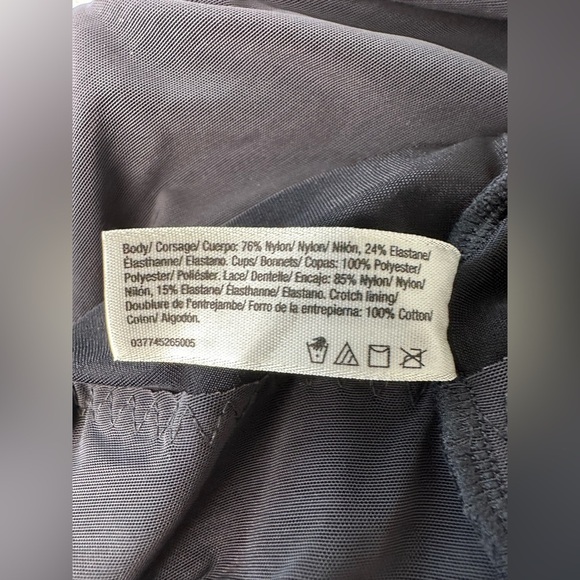 Body/ Corsage/ Cuerpo: 76% Nylon/ Nylon/ Nilón, 24% Elastane/
Élasthanne/ Elastano. Cups/ Bonnets/ Copas: 100% Polyester/
Polyester/ Poliéster. Lace/ Dentelle/ Encaje: 85% Nylon/ Nylon/
Nilón, 15% Elastane/ Élasthanne/ Elastano. Crotch lining/
Doublure de l'entrejambe/ Forro de la entrepierna: 100% Cotton/
Coton/ Algodón.
037745265005